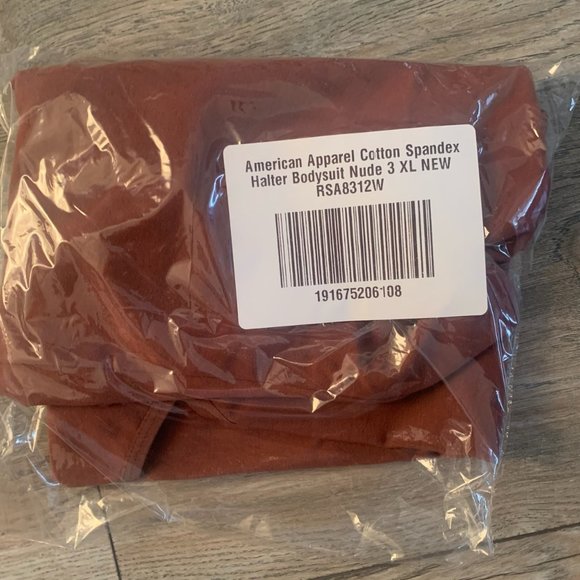 American Apparel Cotton Spandex
Halter Bodysuit Nude 3 XL NEW
RSA8312W
191675206108